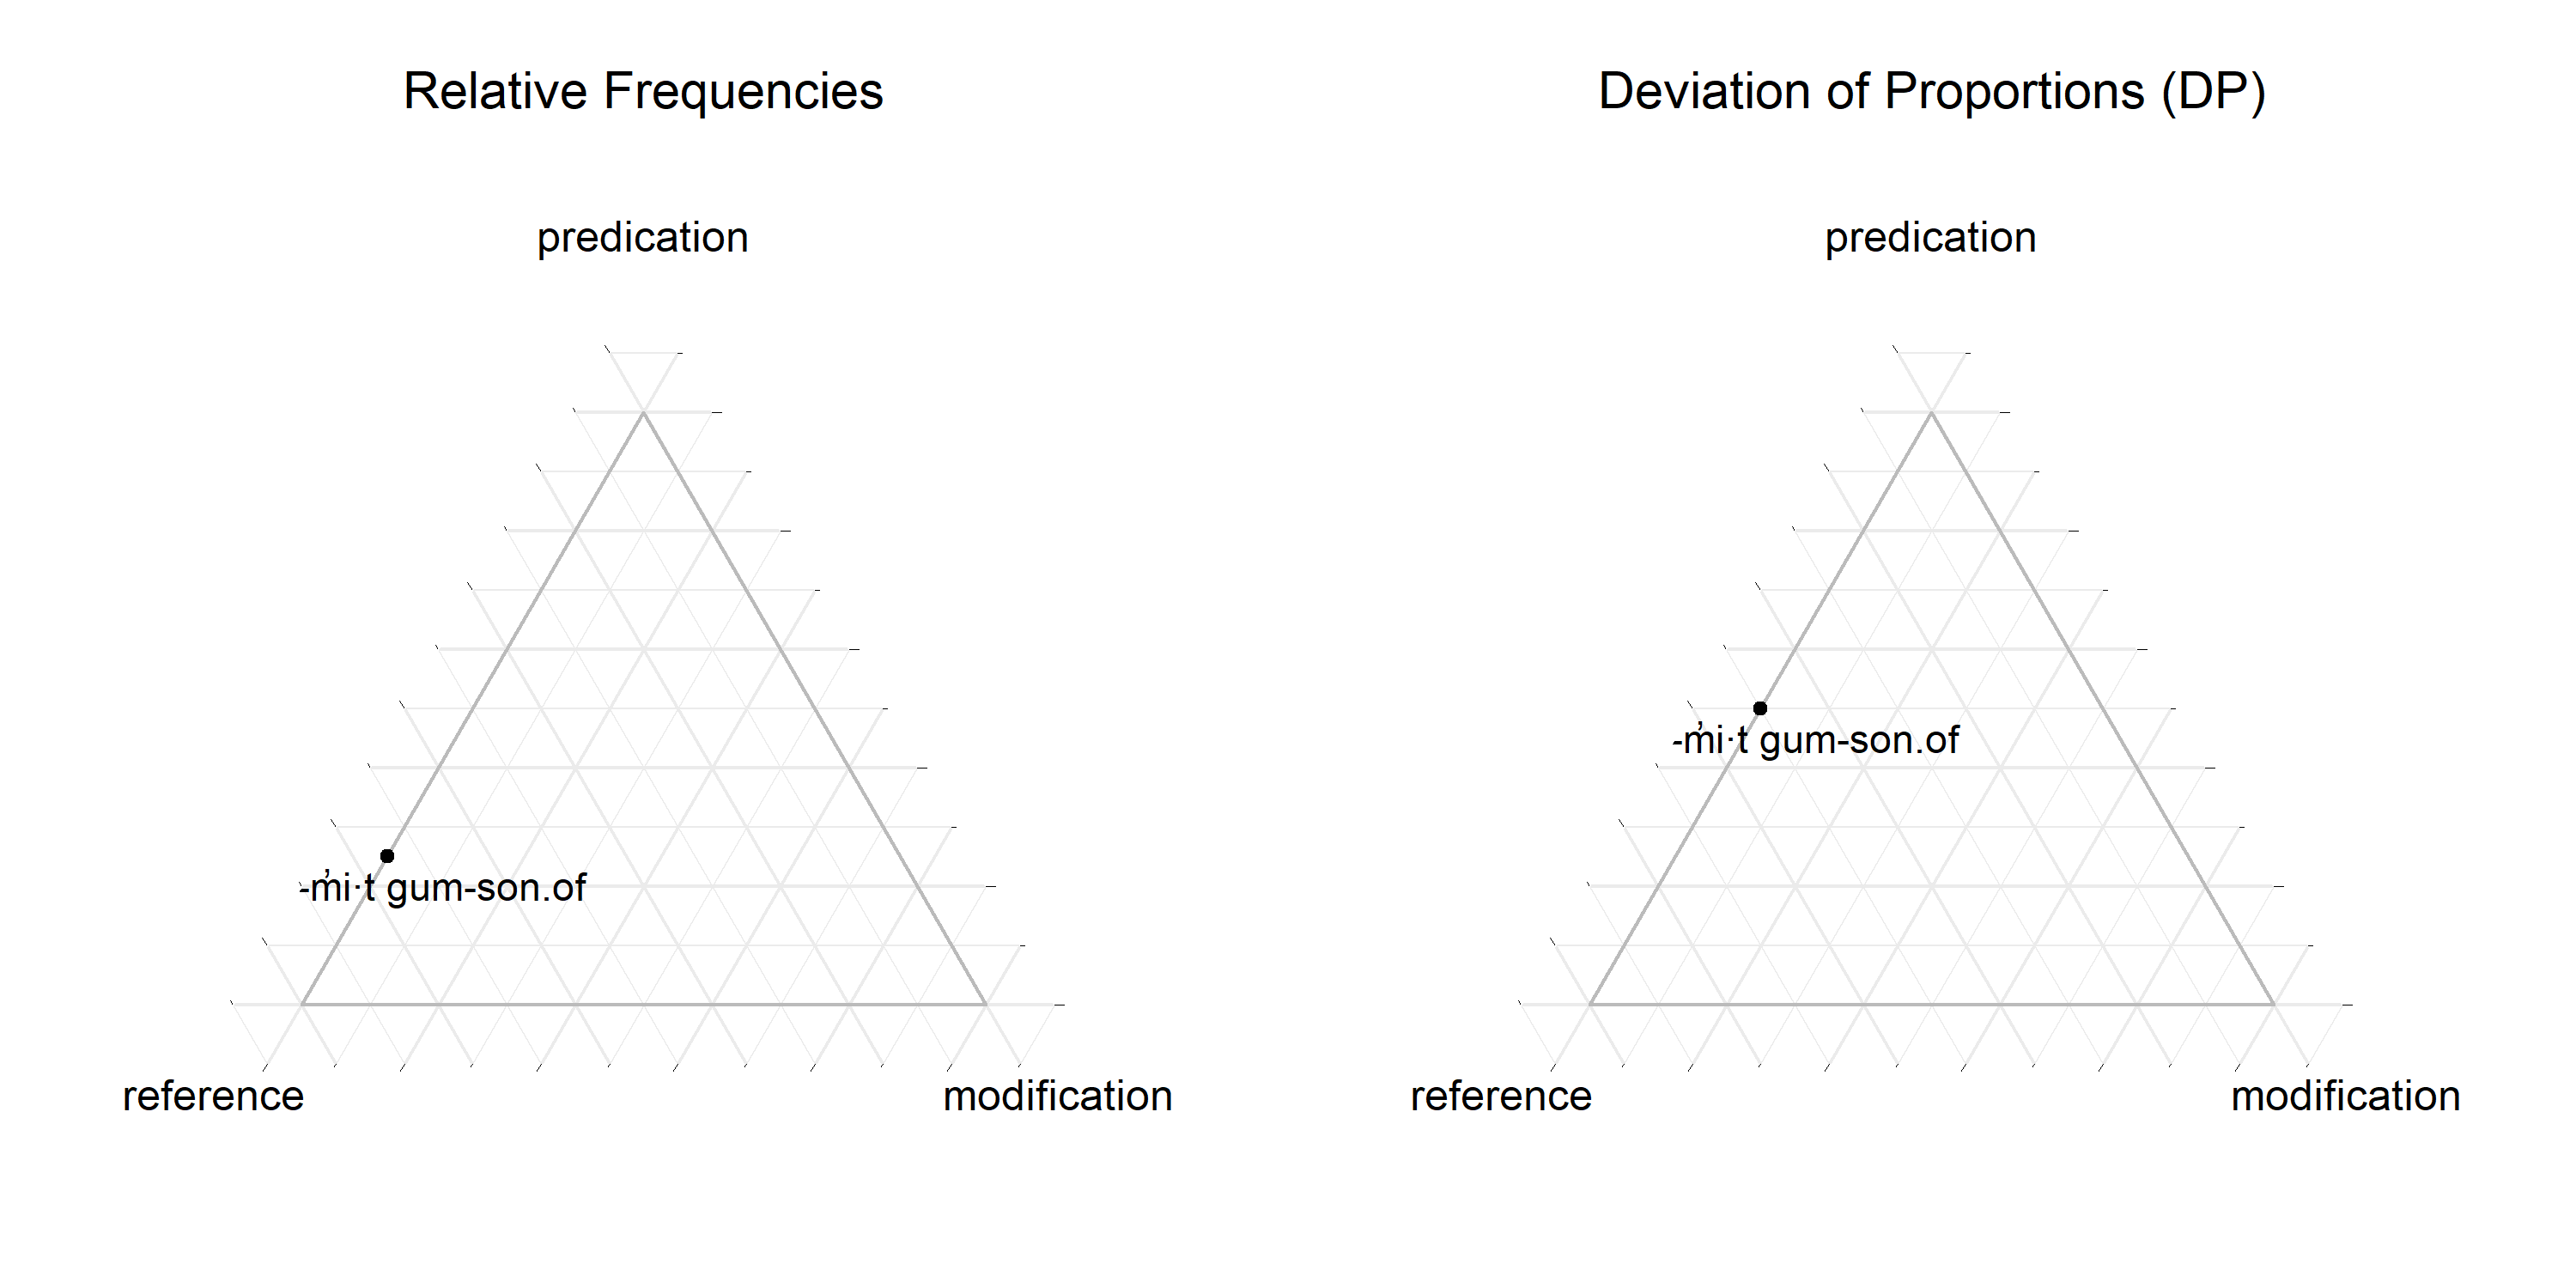 Relative Frequencies
predication
-m̓i·t gum-son.of
reference
modification
Deviation of Proportions (DP)
predication
-m̓i·t gum-son.of
reference
modification